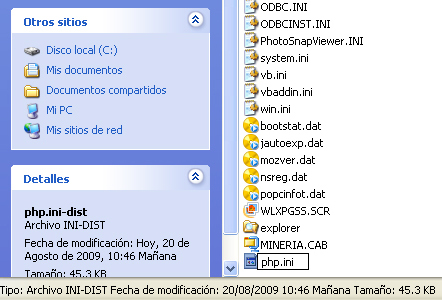 Otros sitios
Disco local (C:)
Mis documentos
Documentos compartidos
Mi PC
Mis sitios de red
Detalles
php.ini-dist
Archivo INI-DIST
Fecha de modificación: Hoy, 20 de
Agosto de 2009, 10:46 Mañana
Tamaño: 45.3 KB
ODBC.INI
ODBCINST.INI
PhotoSnapViewer.INI
system.ini
vb.ini
vbaddin.ini
win.ini
bootstat.dat
jautoexp.dat
mozver.dat
nsreg.dat
popcinfot.dat
WLXPGSS.SCR
explorer
MINERIA.CAB
php.ini
Tipo: Archivo INI-DIST Fecha de modificación: 20/08/2009 10:46 Mañana Tamaño: 45.3 KB